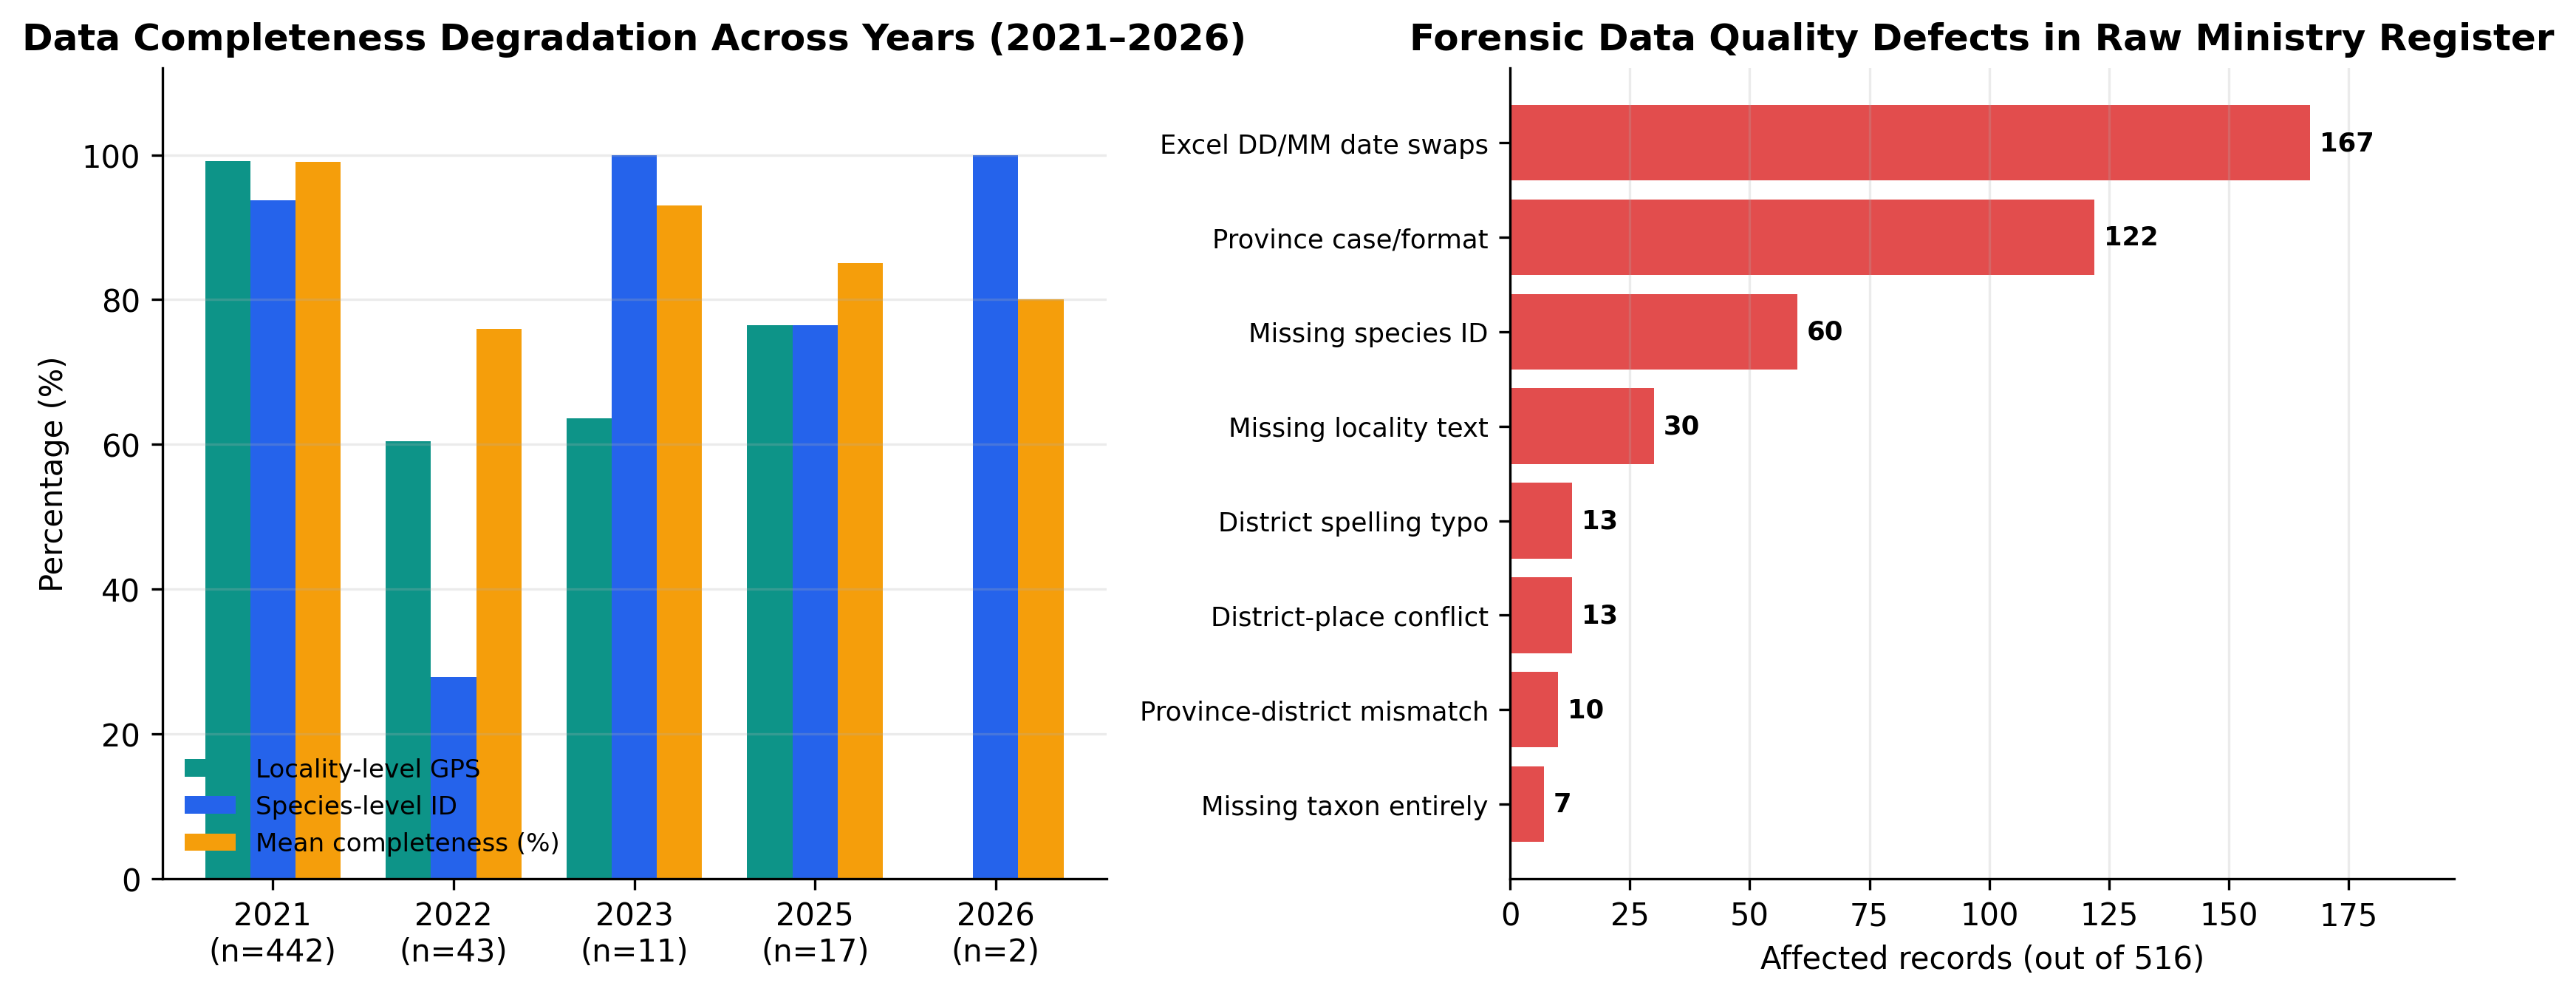 Data Completeness Degradation Across Years (2021–2026)
Percentage (%)
100
80
60
40
20
0
Locality-level GPS
Species-level ID
Mean completeness (%)
2021
(n=442)
2022
(n=43)
2023
(n=11)
2025
(n=17)
2026
(n=2)
Forensic Data Quality Defects in Raw Ministry Register
Excel DD/MM date swaps
167
Province case/format
122
Missing species ID
60
Missing locality text
30
District spelling typo
13
District-place conflict
13
Province-district mismatch
10
Missing taxon entirely
7
0 25 50 75 100 125 150 175
Affected records (out of 516)